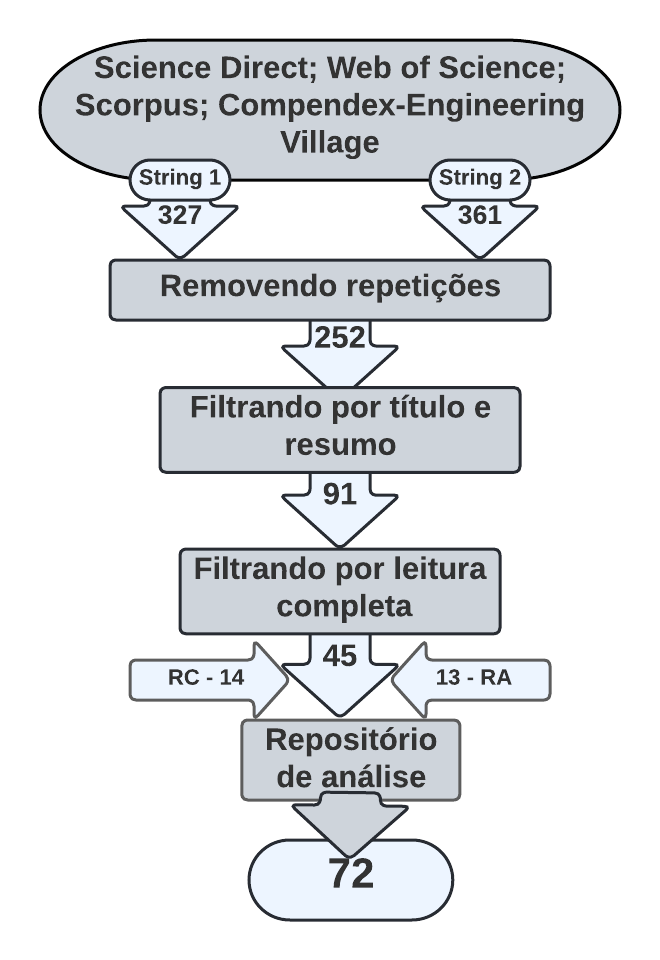 Science Direct; Web of Science;
Scorpus; Compendex-Engineering
Village
String 1
String 2
327
361
Removendo repetições
252
Filtrando por título e
resumo
91
Filtrando por leitura
completa
45
RC - 14
13 - RA
Repositório
de análise
72